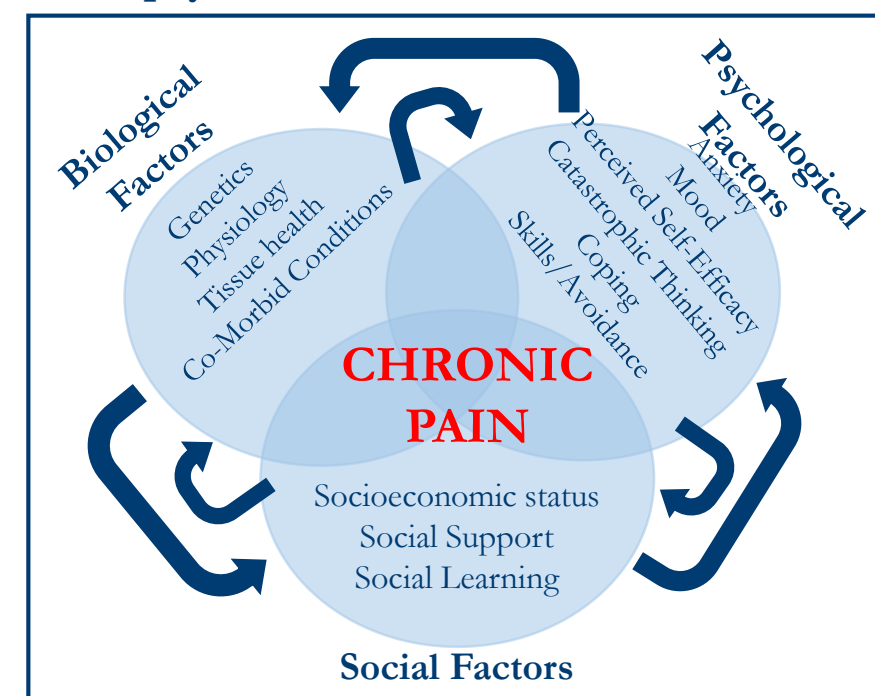 Biological
Factors
Genetics
Physiology
Tissue health
Co-Morbid Conditions
Psychological
Factors
Anxiety
Mood
Perceived Self-Efficacy
Catastrophic Thinking
Coping
Skills/Avoidance
CHRONIC
PAIN
Socioeconomic status
Social Support
Social Learning
Social Factors